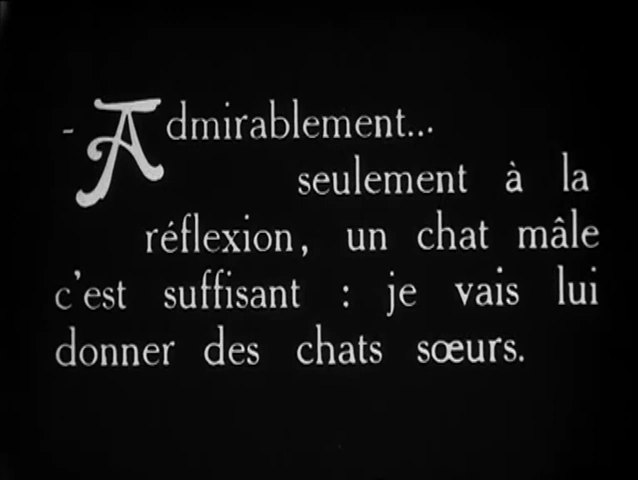 - Admirablement...
seulement à la
réflexion, un chat mâle
c'est suffisant : je vais lui
donner des chats sœurs.